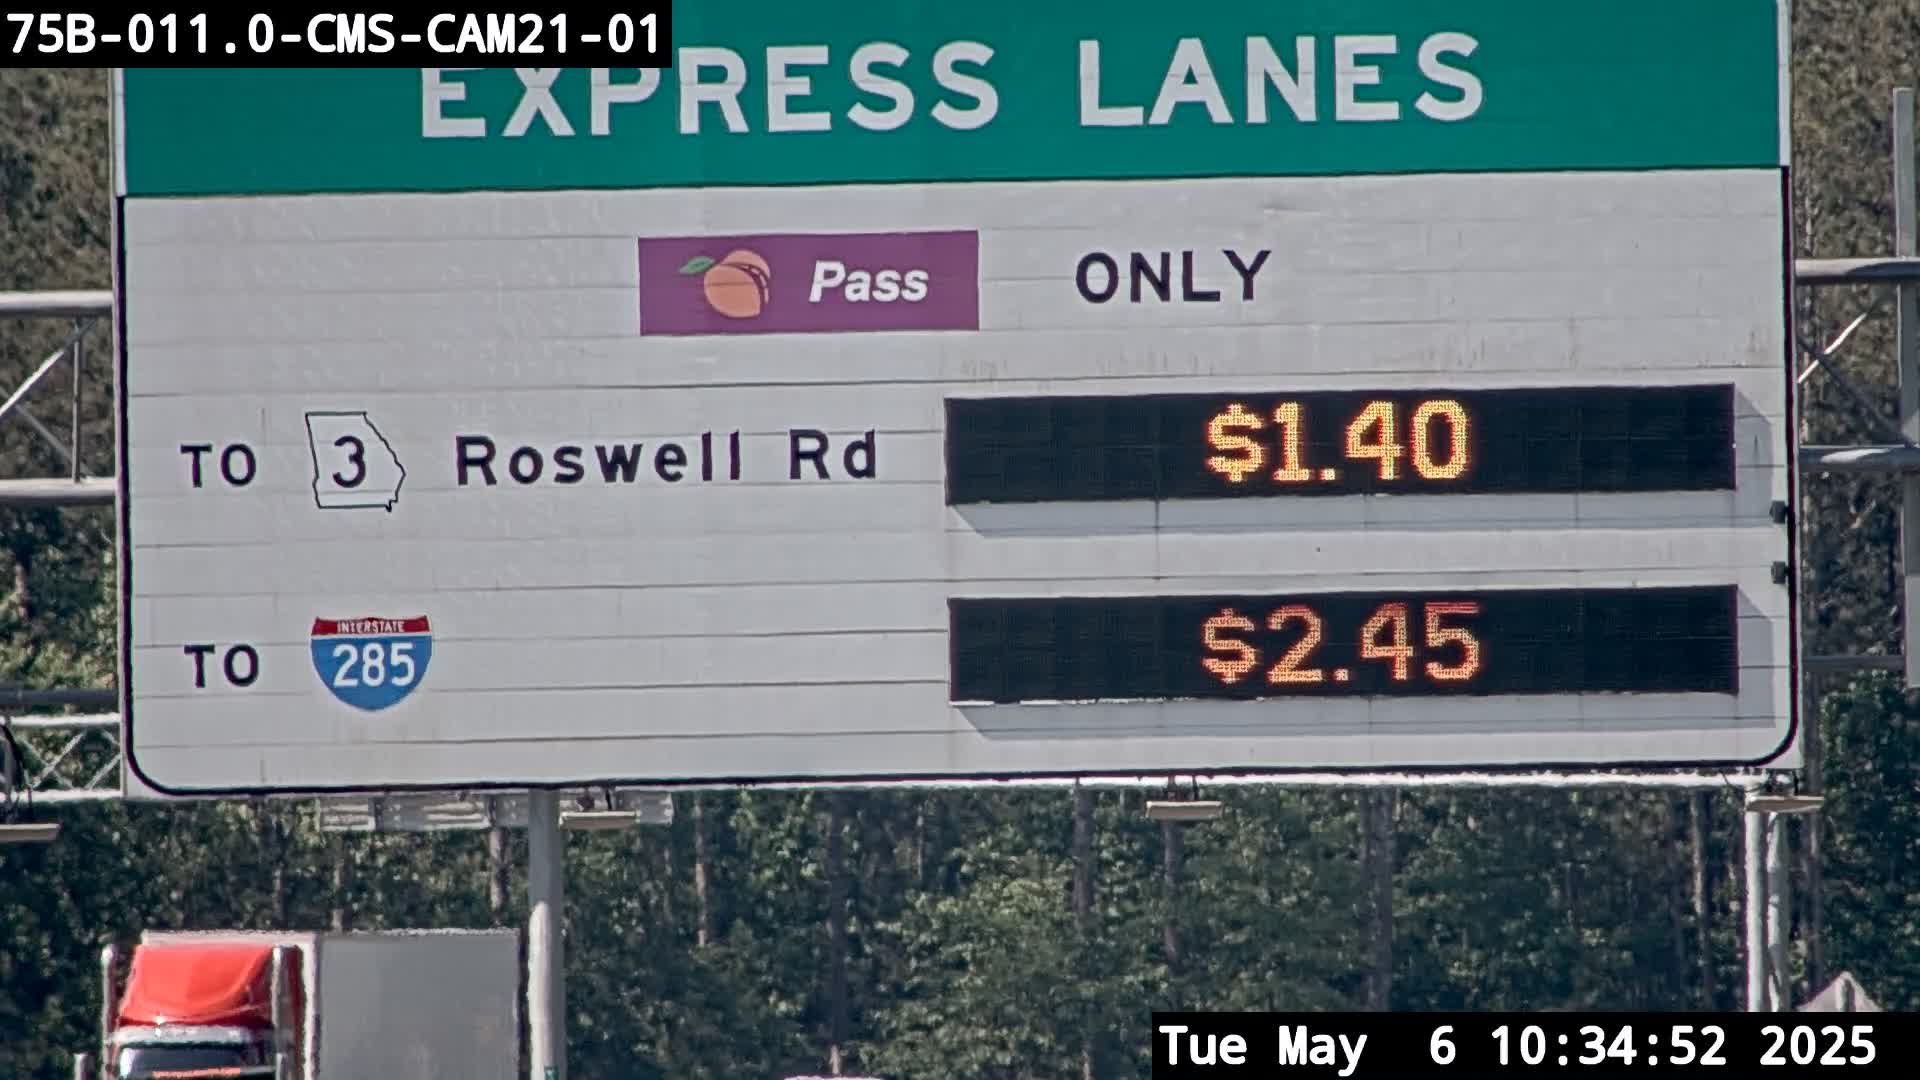 75B-011.0-CMS-CAM21-01
EXPRESS LANES
Pass ONLY
TO 3 Roswell Rd $1.40
INTERSTATE
TO 285 $2.45
Tue May 6 10:34:52 2025